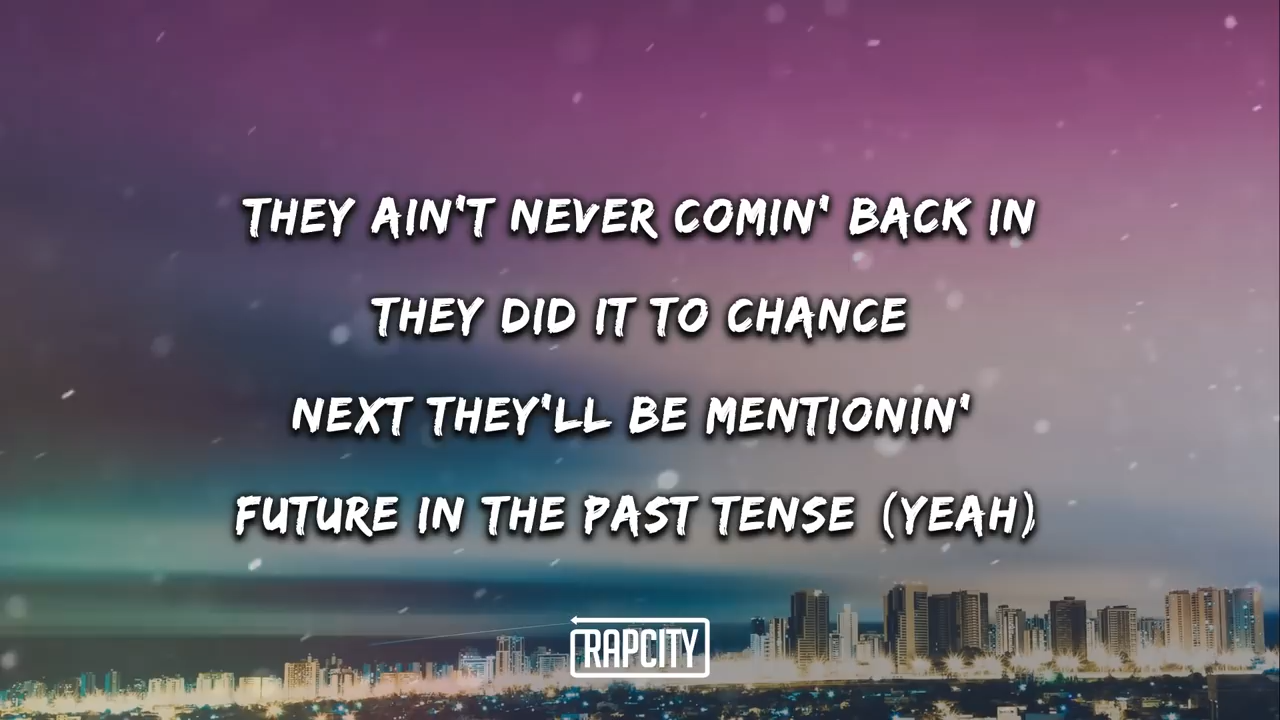 THEY AIN'T NEVER COMIN' BACK IN
THEY DID IT TO CHANCE
NEXT THEY'LL BE MENTIONIN'
FUTURE IN THE PAST TENSE (YEAH)
RAPCITY